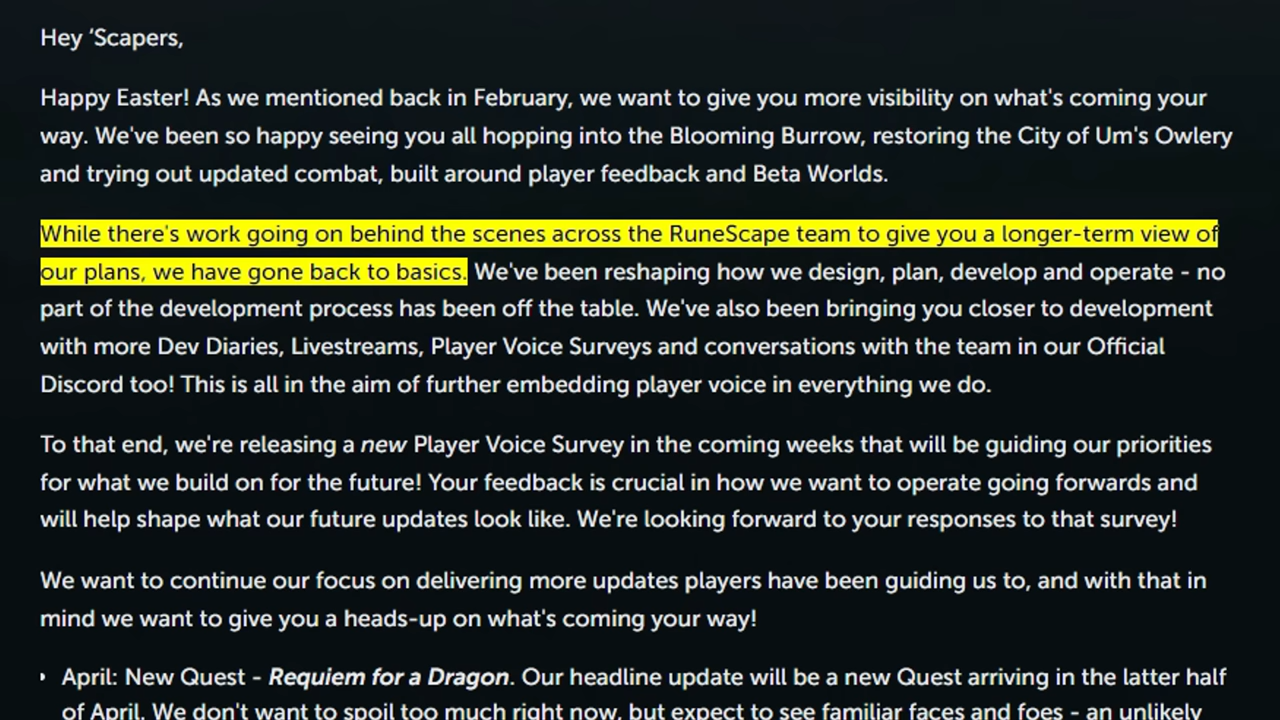 Hey ‘Scapers,
Happy Easter! As we mentioned back in February, we want to give you more visibility on what's coming your
way. We've been so happy seeing you all hopping into the Blooming Burrow, restoring the City of Um's Owlery
and trying out updated combat, built around player feedback and Beta Worlds.
While there's work going on behind the scenes across the RuneScape team to give you a longer-term view of
our plans, we have gone back to basics. We've been reshaping how we design, plan, develop and operate - no
part of the development process has been off the table. We've also been bringing you closer to development
with more Dev Diaries, Livestreams, Player Voice Surveys and conversations with the team in our Official
Discord too! This is all in the aim of further embedding player voice in everything we do.
To that end, we're releasing a new Player Voice Survey in the coming weeks that will be guiding our priorities
for what we build on for the future! Your feedback is crucial in how we want to operate going forwards and
will help shape what our future updates look like. We're looking forward to your responses to that survey!
We want to continue our focus on delivering more updates players have been guiding us to, and with that in
mind we want to give you a heads-up on what's coming your way!
• April: New Quest - Requiem for a Dragon. Our headline update will be a new Quest arriving in the latter half
of April. We don't want to spoil too much right now, but expect to see familiar faces and foes - an unlikely